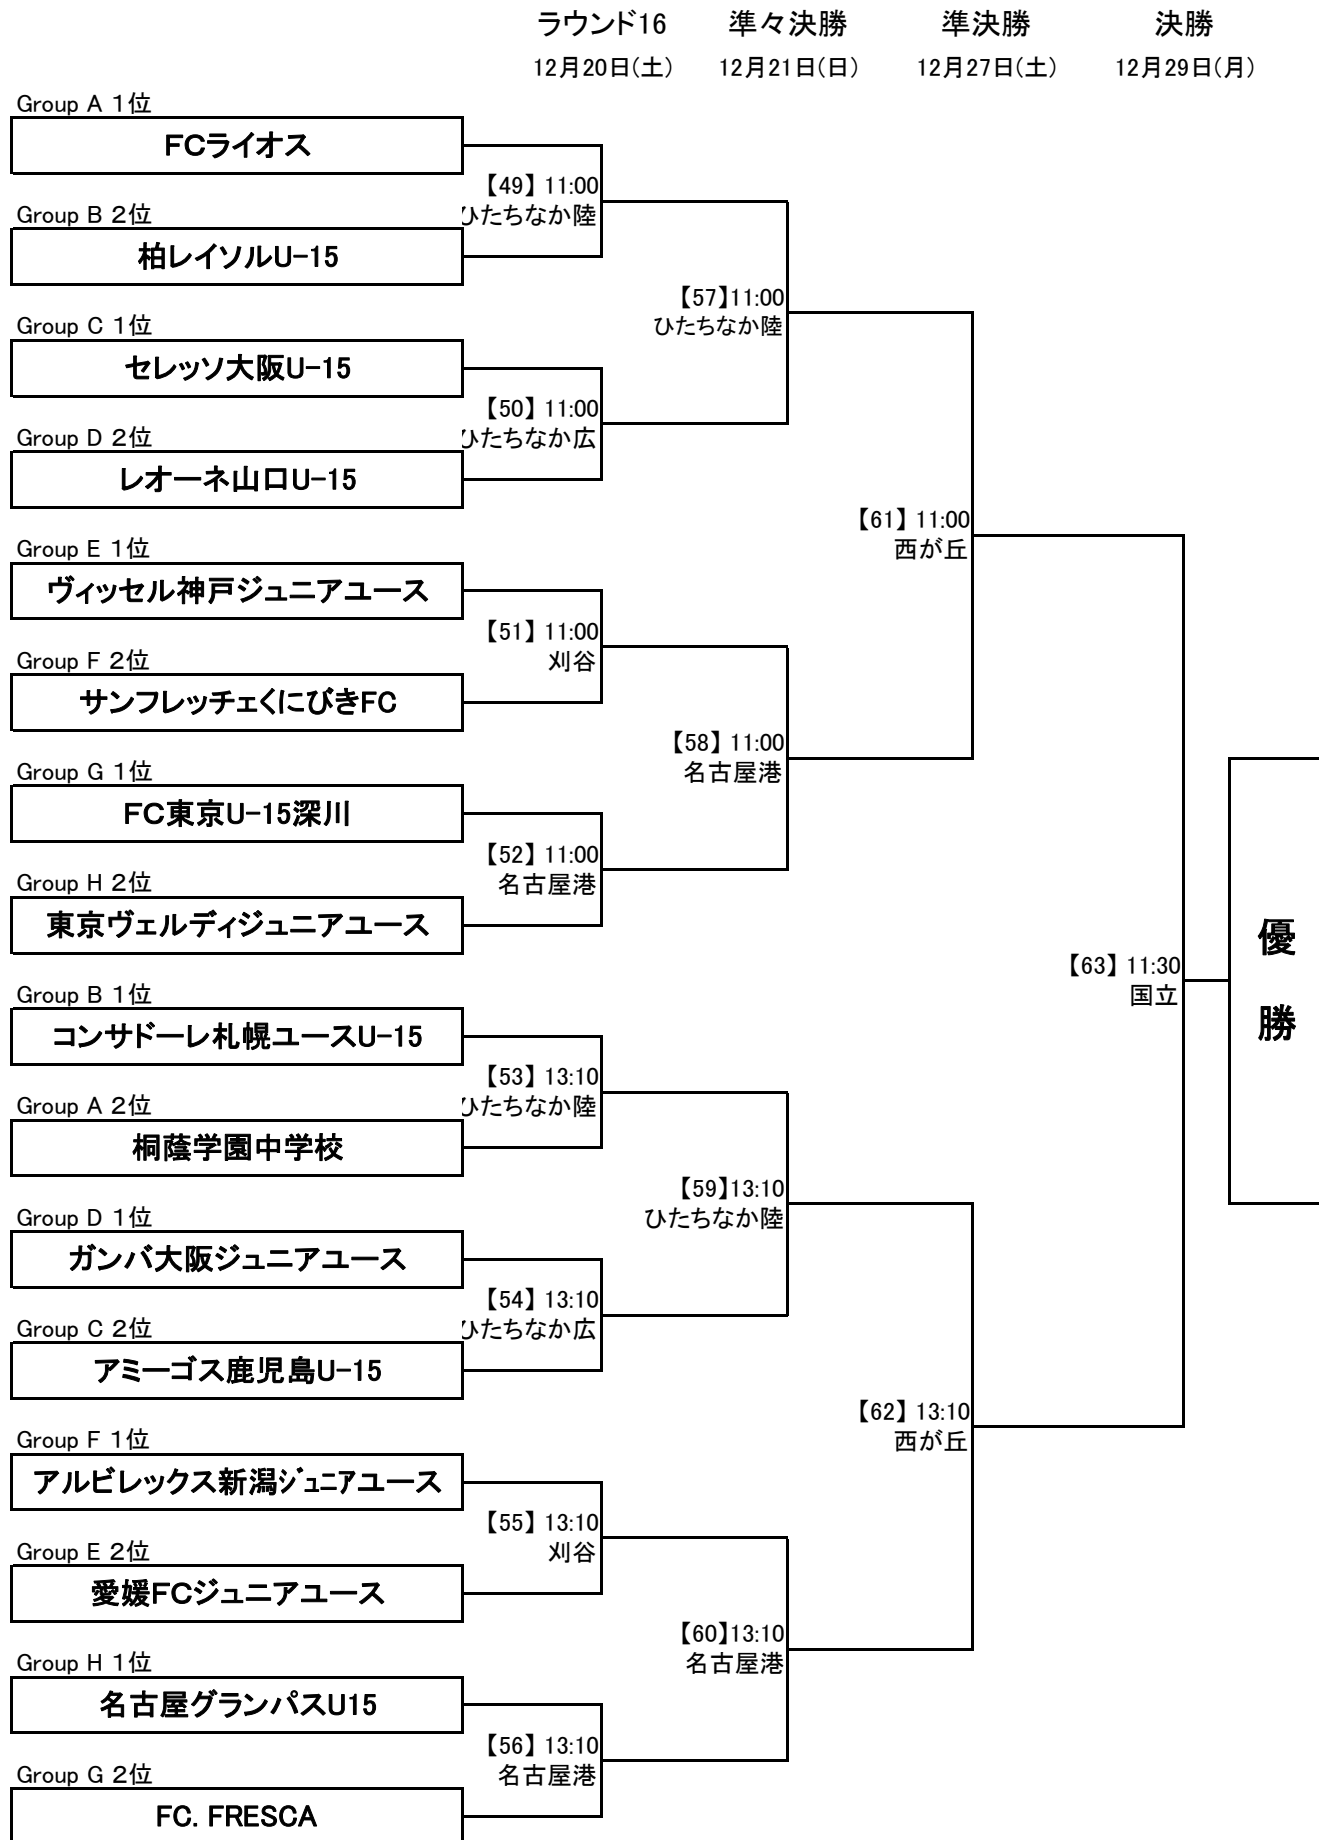 ラウンド16 準々決勝 準決勝 決勝
12月20日(土) 12月21日(日) 12月27日(土) 12月29日(月)
Group A 1位
FCライオス
【49】 11:00
ひたちなか陸
Group B 2位
柏レイソルU-15
【57】11:00
ひたちなか陸
Group C 1位
セレッソ大阪U-15
【50】 11:00
ひたちなか広
Group D 2位
レオーネ山口U-15
【61】 11:00
西が丘
Group E 1位
ヴィッセル神戸ジュニアユース
【51】 11:00
刈谷
Group F 2位
サンフレッチェくにびきFC
【58】 11:00
名古屋港
Group G 1位
FC東京U-15深川
【52】 11:00
名古屋港
Group H 2位
東京ヴェルディジュニアユース
【63】 11:30
国立
優
勝
Group B 1位
コンサドーレ札幌ユースU-15
【53】 13:10
ひたちなか陸
Group A 2位
桐蔭学園中学校
【59】13:10
ひたちなか陸
Group D 1位
ガンバ大阪ジュニアユース
【54】 13:10
ひたちなか広
Group C 2位
アミーゴス鹿児島U-15
【62】 13:10
西が丘
Group F 1位
アルビレックス新潟ジュニアユース
【55】 13:10
刈谷
Group E 2位
愛媛FCジュニアユース
【60】13:10
名古屋港
Group H 1位
名古屋グランパスU15
【56】 13:10
名古屋港
Group G 2位
FC. FRESCA